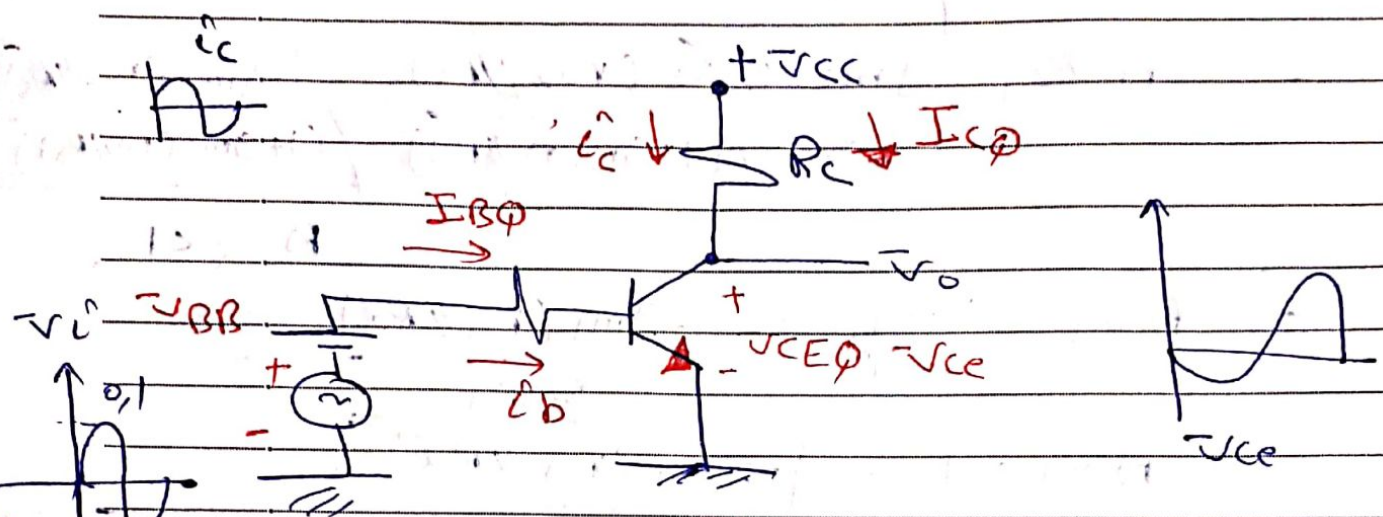 ic
+ VCC
ic
RC
ICQ
IBQ
Vo
VBB
Vi
+
+
VCEQ
Vce
-
0,1
ib
-
Vce